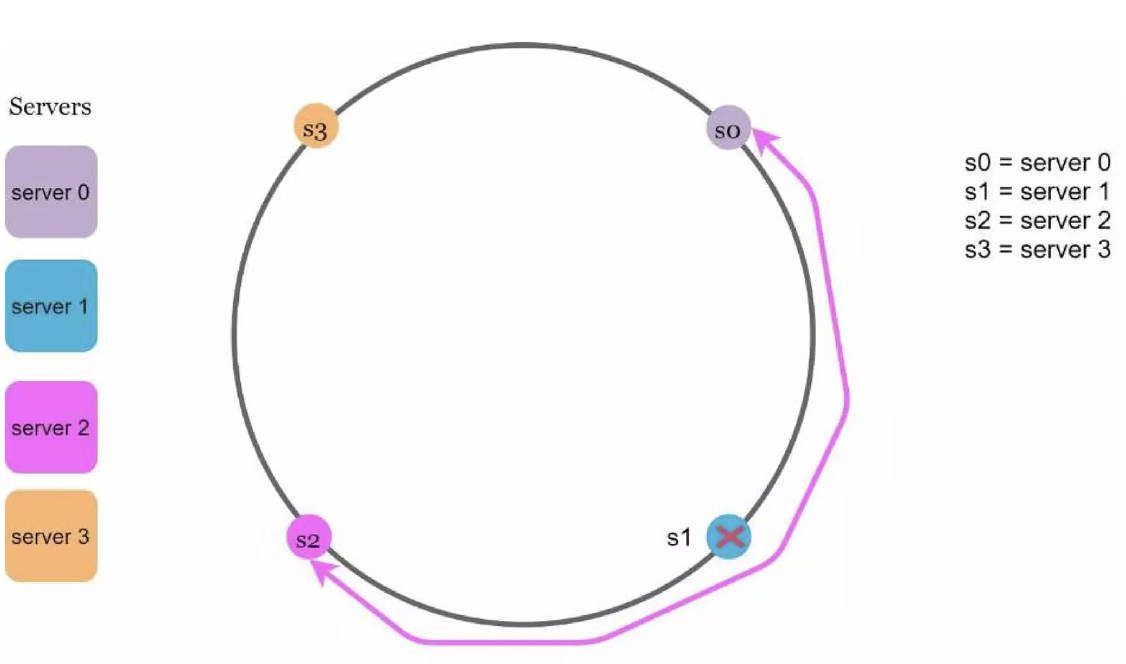 Servers
server 0
server 1
server 2
server 3
s3
s0
s1
s2
s0 = server 0
s1 = server 1
s2 = server 2
s3 = server 3